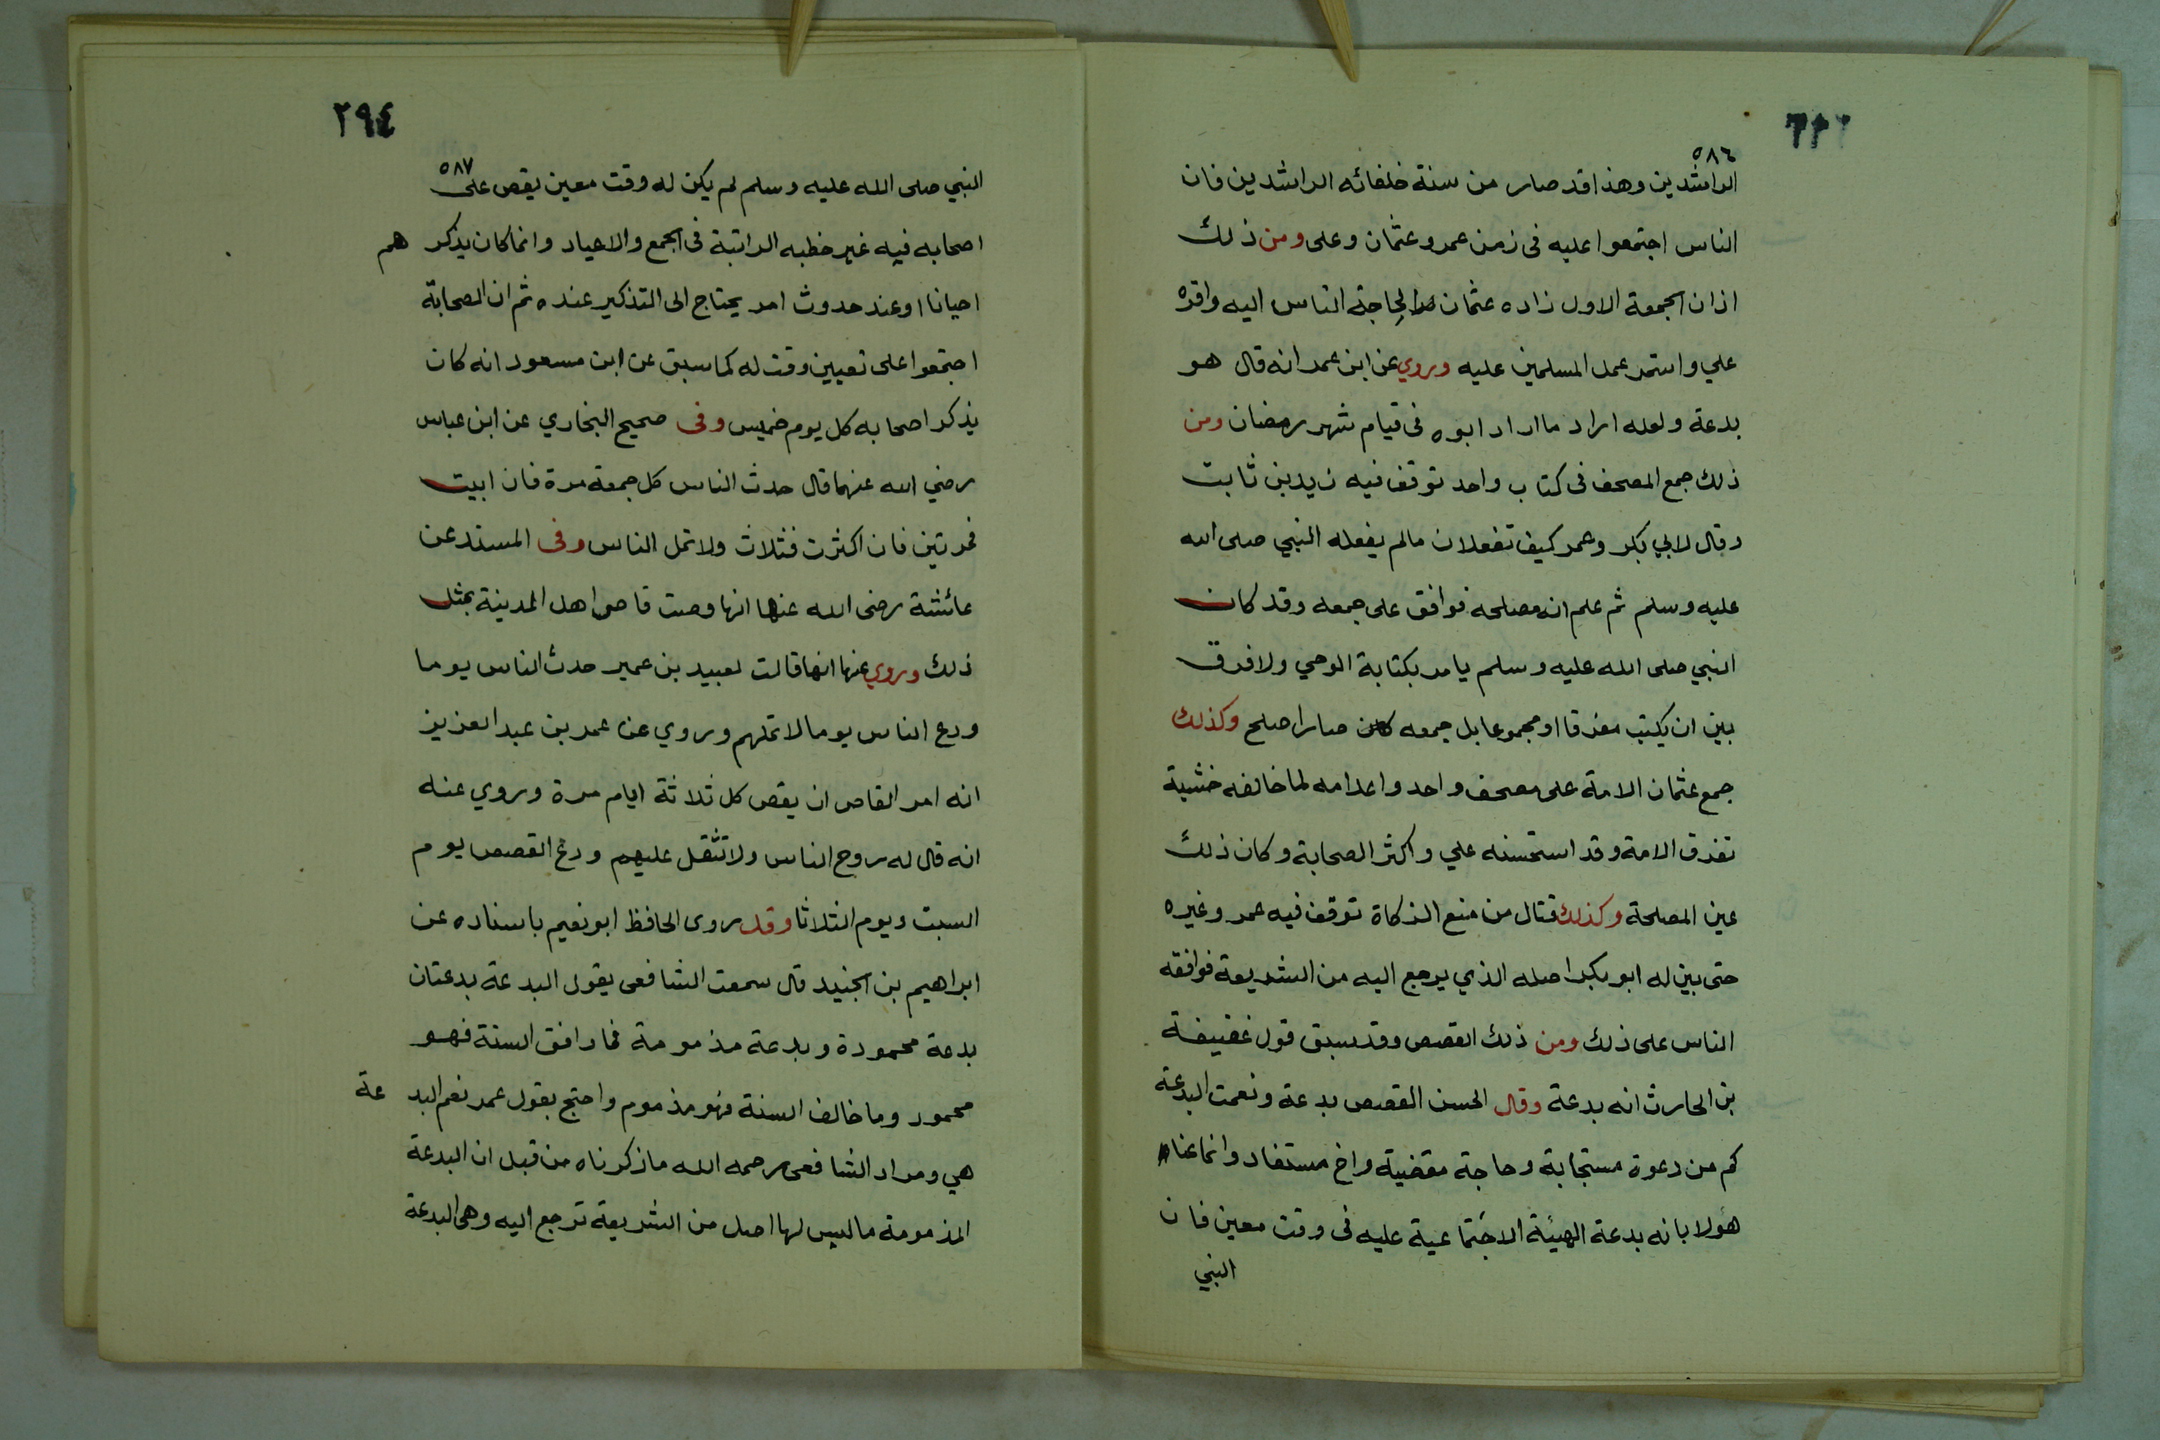 ٥٨٦
الراشدين وهذا قد صار من سنة خلفائه الراشدين فان
الناس اجتمعوا عليه فى زمن عمر وعثمان وعلى ومن ذلك
اذان الجمعة الاول زاده عثمان لحاجة الناس اليه واقره
علي واستمر عمل المسلمين عليه وروي عن ابن عمر انه قال هو
بدعة ولعله اراد ما اراد ابوه فى قيام شهر رمضان ومن
ذلك جمع المصحف فى كتاب واحد توقف فيه زيد بن ثابت
وقال لابي بكر وعمر كيف تفعلان مالم يفعله النبي صلى الله
عليه وسلم ثم علم انه مصلحة فوافق على جمعه وقد كان
النبي صلى الله عليه وسلم يامر بكتابة الوحي ولا فرق
بين ان يكتب مفرقا او مجموعا بل جمعه صار اصلح وكذلك
جمع عثمان الامة على مصحف واحد واعدامه لما خالفه خشية
تفرق الامة وقد استحسنه علي واكثر الصحابة وكان ذلك
عين المصلحة وكذلك قتال من منع الزكاة توقف فيه عمر وغيره
حتى بين له ابو بكر اصله الذي يرجع اليه من الشريعة فوافقه
الناس على ذلك ومن ذلك القصص وقد سبق قول غضيفة
بن الحارث انه بدعة وقال الحسن القصص بدعة ونعمت البدعة
كم من دعوة مستجابة وحاجة مقضية واخ مستفاد وانما عنا
هؤلا بانه بدعة الهيئة الاجتماعية عليه فى وقت معين فان
النبي
٢٩٤
٥٨٧
النبي صلى الله عليه وسلم لم يكن له وقت معين يقص على
اصحابه فيه غير خطبه الراتبة فى الجمع والاعياد وانما كان يذكرهم
احيانا او عند حدوث امر يحتاج الى التذكير عنده ثم ان الصحابة
اجتمعوا على تعيين وقت له كما سبق عن ابن مسعود انه كان
يذكر اصحابه كل يوم خميس وفى صحيح البخاري عن ابن عباس
رضي الله عنهما قال حدث الناس كل جمعة مرة فان ابيت
فمرتين فان اكثرت فثلاث ولا تمل الناس وفى المسند عن
عائشة رضى الله عنها انها وصت قاص اهل المدينة بمثل
ذلك وروي عنها انها قالت لعبيد بن عمير حدث الناس يوما
ودع الناس يوما لا تملهم وروي عن عمر بن عبد العزيز
انه امر القاص ان يقص كل ثلاثة ايام مرة وروي عنه
انه قال له روح الناس ولا تثقل عليهم ودع القصص يوم
السبت ويوم الثلاثا وقد روى الحافظ ابو نعيم باسناده عن
ابراهيم بن الجنيد قال سمعت الشافعى يقول البدعة بدعتان
بدعة محمودة وبدعة مذمومة فما وافق السنة فهو
محمود وما خالف السنة فهو مذموم واحتج بقول عمر نعم البدعة
هي ومراد الشافعى رحمه الله ما ذكرناه من قبل ان البدعة
المذمومة ما ليس لها اصل من الشريعة ترجع اليه وهى البدعة